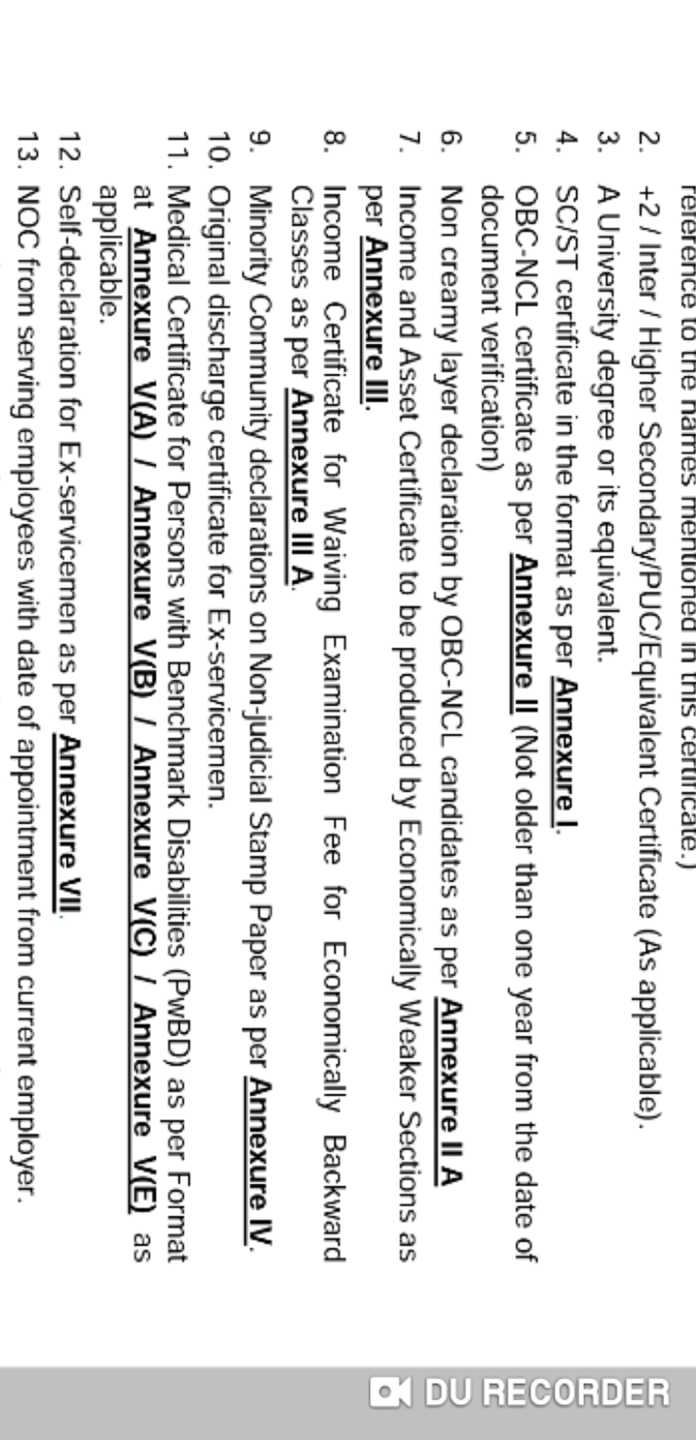 reference to the names mentioned in this certificate.)
2. +2 / Inter / Higher Secondary/PUC/Equivalent Certificate (As applicable).
3. A University degree or its equivalent.
4. SC/ST certificate in the format as per Annexure I.
5. OBC-NCL certificate as per Annexure II (Not older than one year from the date of
document verification)
6. Non creamy layer declaration by OBC-NCL candidates as per Annexure II A
7. Income and Asset Certificate to be produced by Economically Weaker Sections as
per Annexure III.
8. Income Certificate for Waiving Examination Fee for Economically Backward
Classes as per Annexure III A.
9. Minority Community declarations on Non-judicial Stamp Paper as per Annexure IV.
10. Original discharge certificate for Ex-servicemen.
11. Medical Certificate for Persons with Benchmark Disabilities (PwBD) as per Format
at Annexure V(A) / Annexure V(B) / Annexure V(C) / Annexure V(E) as
applicable.
12. Self-declaration for Ex-servicemen as per Annexure VII.
13. NOC from serving employees with date of appointment from current employer.
DU RECORDER